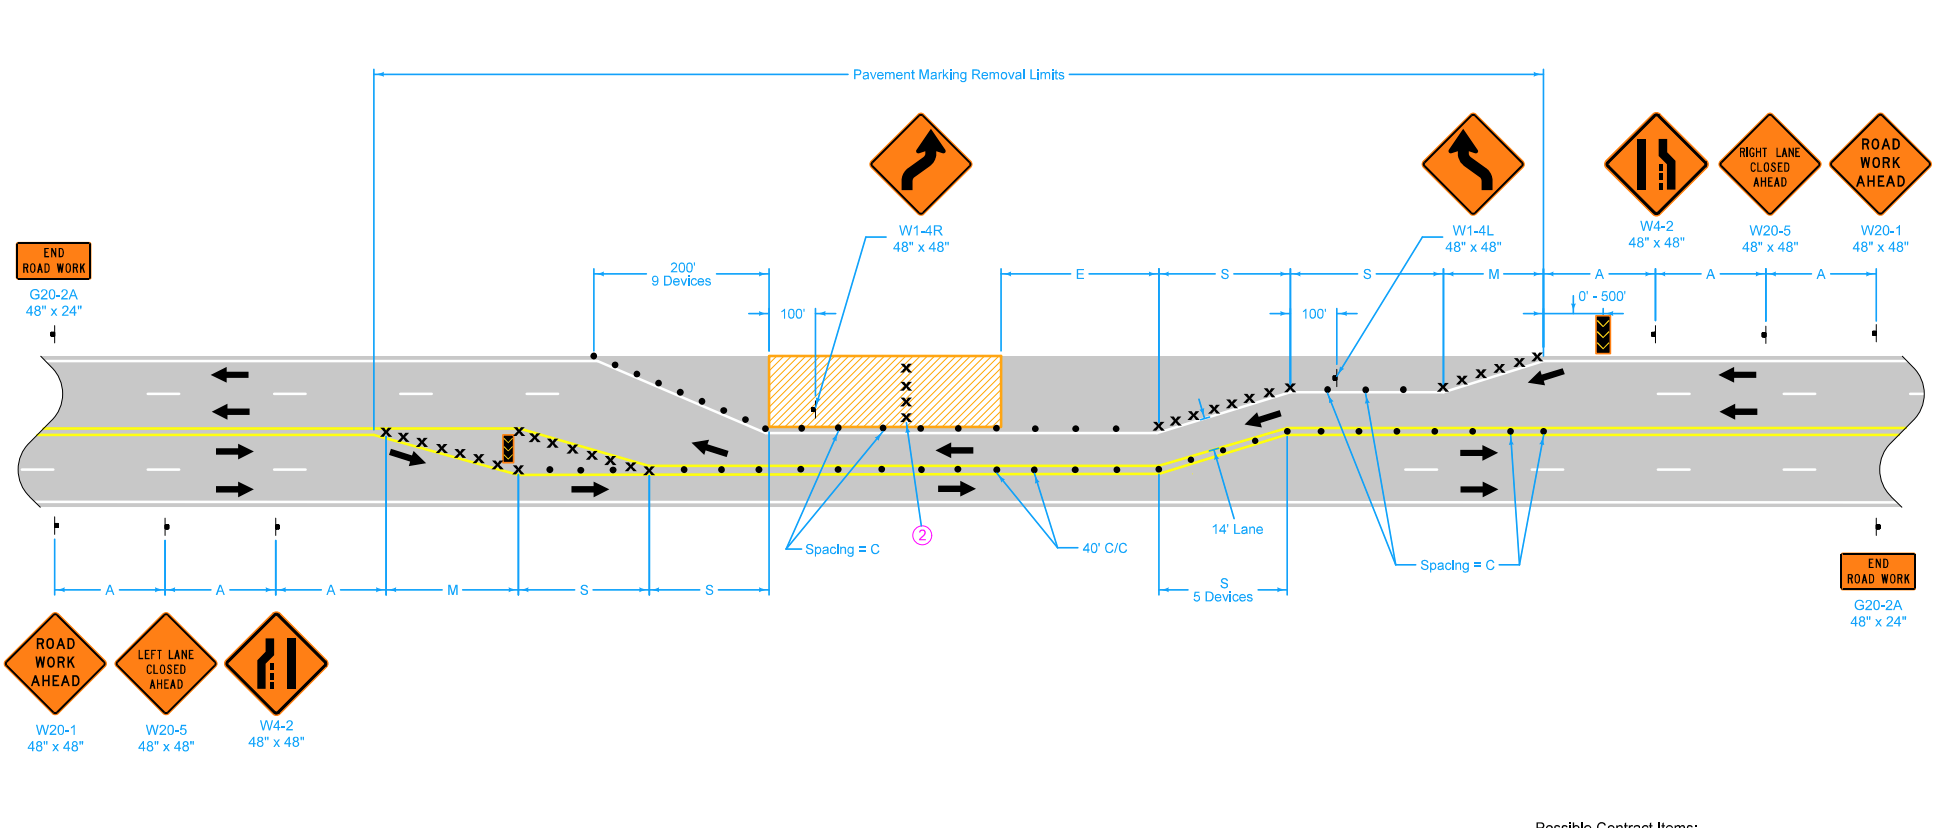 Pavement Marking Removal Limits
ROAD
WORK
AHEAD
RIGHT LANE
CLOSED
AHEAD
W1-4R
48" x 48"
W1-4L
48" x 48"
W4-2
48" x 48"
W20-5
48" x 48"
W20-1
48" x 48"
END
ROAD WORK
G20-2A
48" x 24"
200'
9 Devices
E
S
S
M
A
A
A
0' - 500'
100'
100'
14' Lane
2
Spacing = C
40' C/C
Spacing = C
END
ROAD WORK
G20-2A
48" x 24"
A
A
A
M
S
S
S
5 Devices
ROAD
WORK
AHEAD
LEFT LANE
CLOSED
AHEAD
W20-1
48" x 48"
W20-5
48" x 48"
W4-2
48" x 48"
Possible Contract Items: